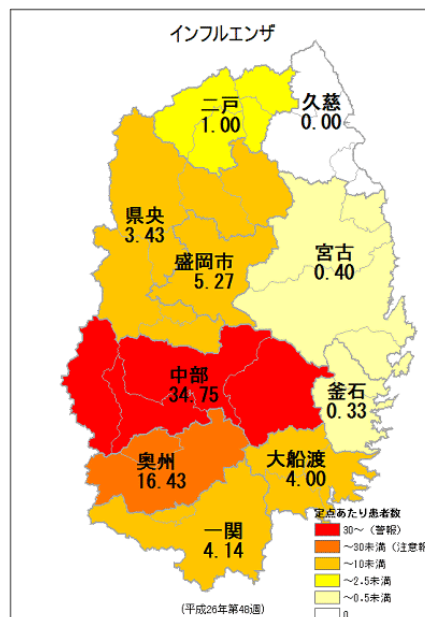 インフルエンザ
二戸
1.00
久慈
0.00
県央
3.43
盛岡市
5.27
宮古
0.40
中部
34.75
釜石
0.33
奥州
16.43
大船渡
4.00
一関
4.14
定点あたり患者数
30～（警報）
～30未満（注意報
～10未満
～2.5未満
～0.5未満
0
(平成26年第48週)